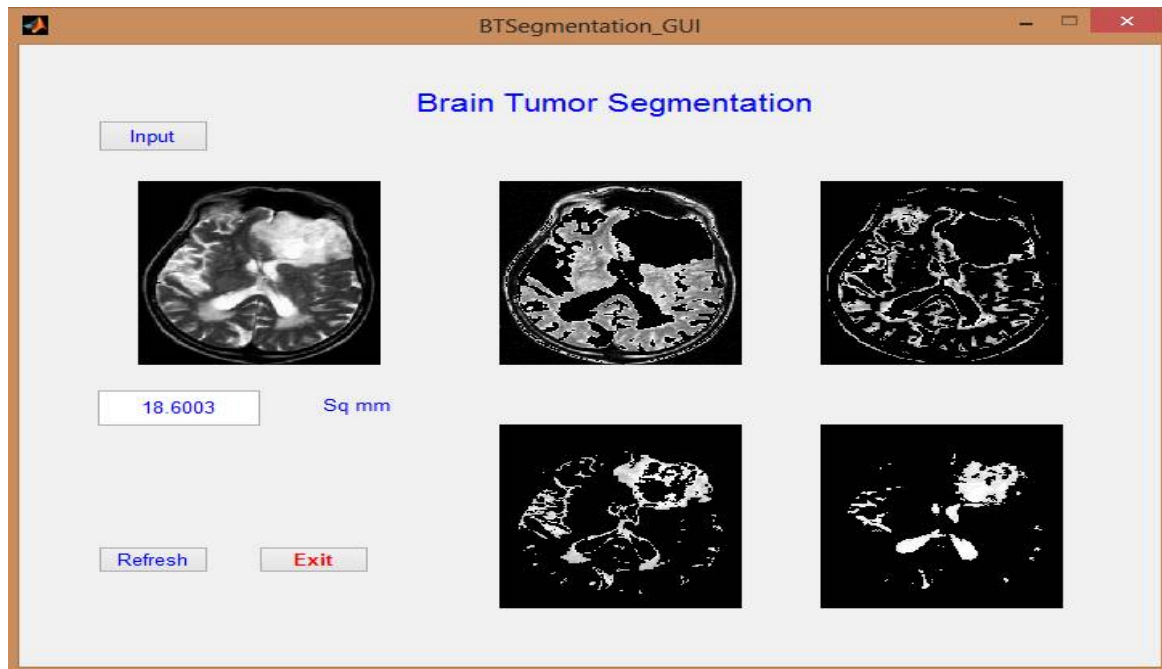 BTSegmentation_GUI
Brain Tumor Segmentation
Input
18.6003 Sq mm
Refresh Exit